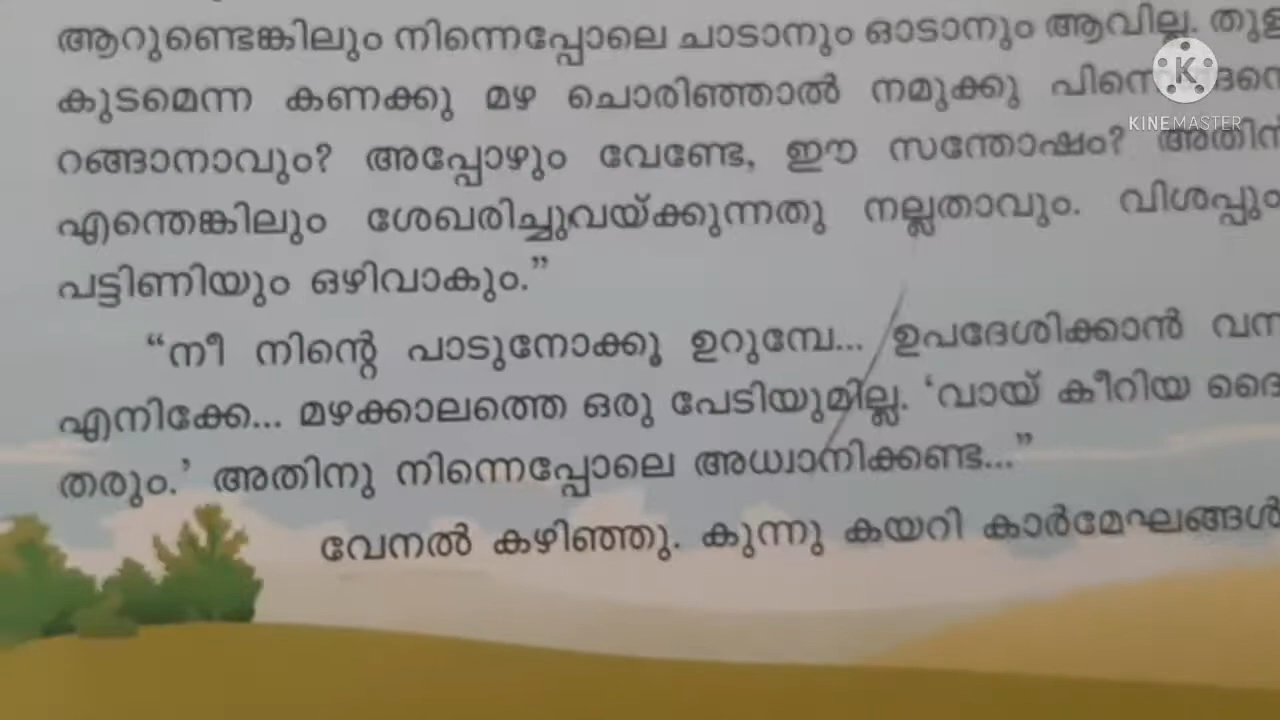 ആറുണ്ടെങ്കിലും നിന്നെപ്പോലെ ചാടാനും ഓടാനും ആവില്ല.
കുടമെന്ന കണക്കു മഴ ചൊരിഞ്ഞാൽ നമുക്കു
റങ്ങാനാവും? അപ്പോഴും വേണ്ടേ, ഈ സന്തോഷം?
എന്തെങ്കിലും ശേഖരിച്ചുവയ്ക്കുന്നതു നല്ലതാവും. വിശപ്പും
പട്ടിണിയും ഒഴിവാകും.”
“നീ നിന്റെ പാടുനോക്കൂ ഉറുമ്പേ... ഉപദേശിക്കാൻ
എനിക്കേ... മഴക്കാലത്തെ ഒരു പേടിയുമില്ല. ‘വായ് കീറിയ
തരും.’ അതിനു നിന്നെപ്പോലെ അധ്വാനിക്കണ്ട...”
വേനൽ കഴിഞ്ഞു. കുന്നു കയറി കാർമേഘങ്ങൾ
K
KINEMASTER